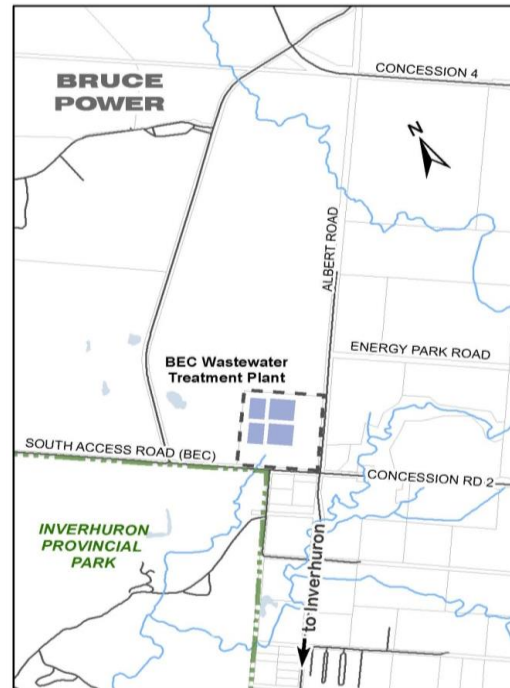 CONCESSION 4
BRUCE
POWER
N
ALBERT ROAD
ENERGY PARK ROAD
BEC Wastewater
Treatment Plant
SOUTH ACCESS ROAD (BEC)
CONCESSION RD 2
INVERHURON
PROVINCIAL
PARK
to Inverhuron